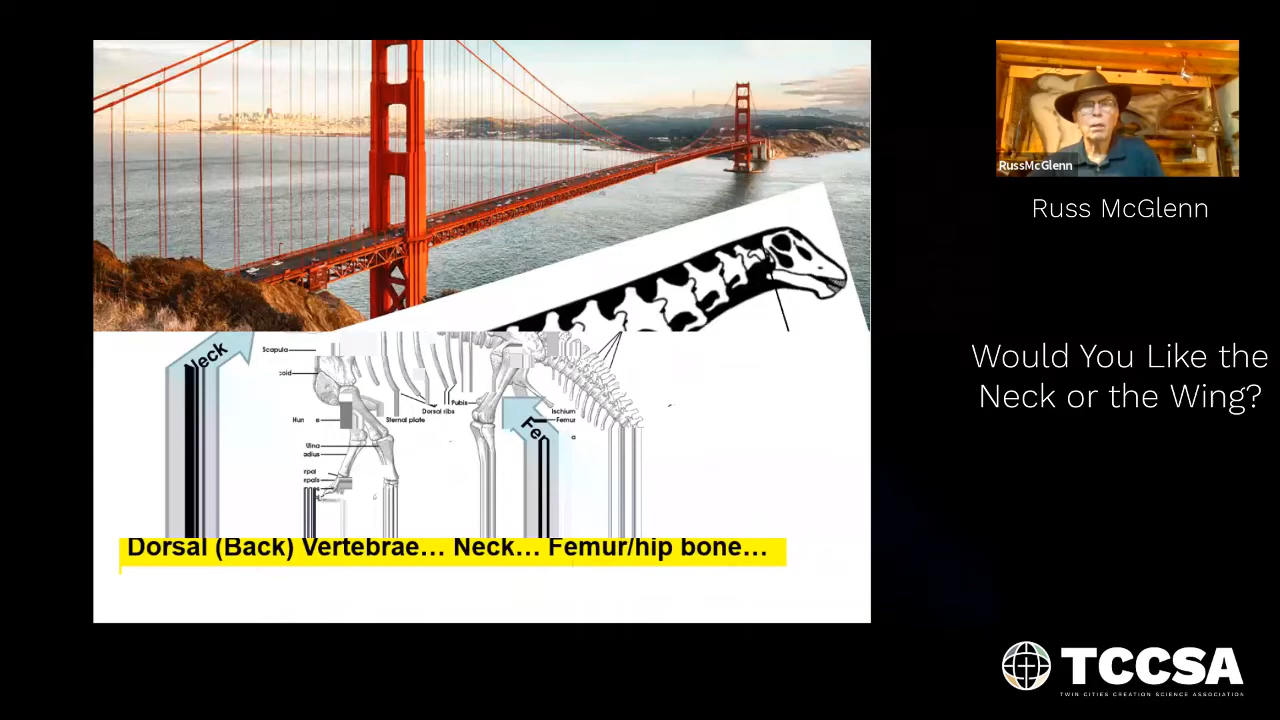 RussMcGlenn
Russ McGlenn
Would You Like the
Neck or the Wing?
Neck
Scapula
Pubis
Dorsal ribs
Sternal plate
Ischium
Femur
Dorsal (Back) Vertebrae… Neck… Femur/hip bone…
TCCSA
TWIN CITIES CREATION SCIENCE ASSOCIATION